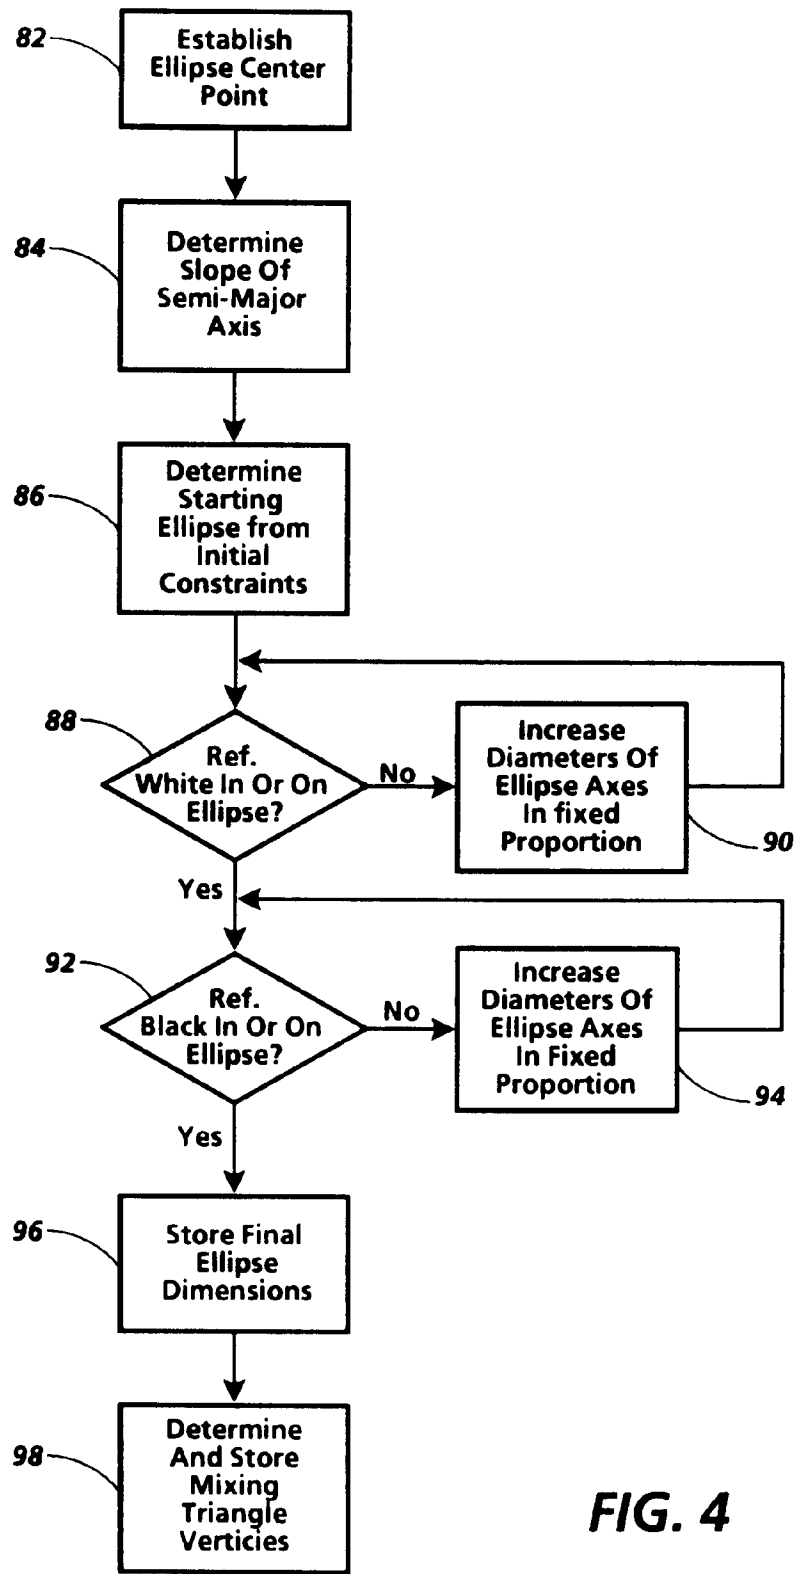 82
Establish
Ellipse Center
Point
84
Determine
Slope Of
Semi-Major
Axis
86
Determine
Starting
Ellipse from
Initial
Constraints
88
Ref.
White In Or On
Ellipse?
No
Increase
Diameters Of
Ellipse Axes
In fixed
Proportion
90
Yes
92
Ref.
Black In Or On
Ellipse?
No
Increase
Diameters Of
Ellipse Axes
In Fixed
Proportion
94
Yes
96
Store Final
Ellipse
Dimensions
98
Determine
And Store
Mixing
Triangle
Verticies
FIG. 4